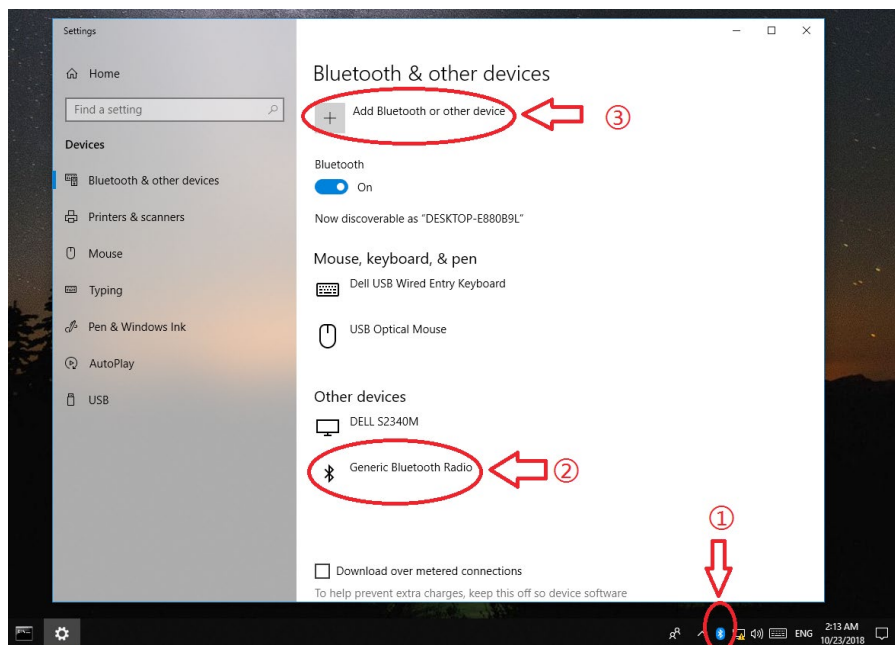 Settings
Home
Find a setting
Devices
Bluetooth & other devices
Printers & scanners
Mouse
Typing
Pen & Windows Ink
AutoPlay
USB
Bluetooth & other devices
Add Bluetooth or other device
③
Bluetooth
On
Now discoverable as "DESKTOP-E880B9L"
Mouse, keyboard, & pen
Dell USB Wired Entry Keyboard
USB Optical Mouse
Other devices
DELL S2340M
Generic Bluetooth Radio
②
①
Download over metered connections
To help prevent extra charges, keep this off so device software
ENG
2:13 AM
10/23/2018